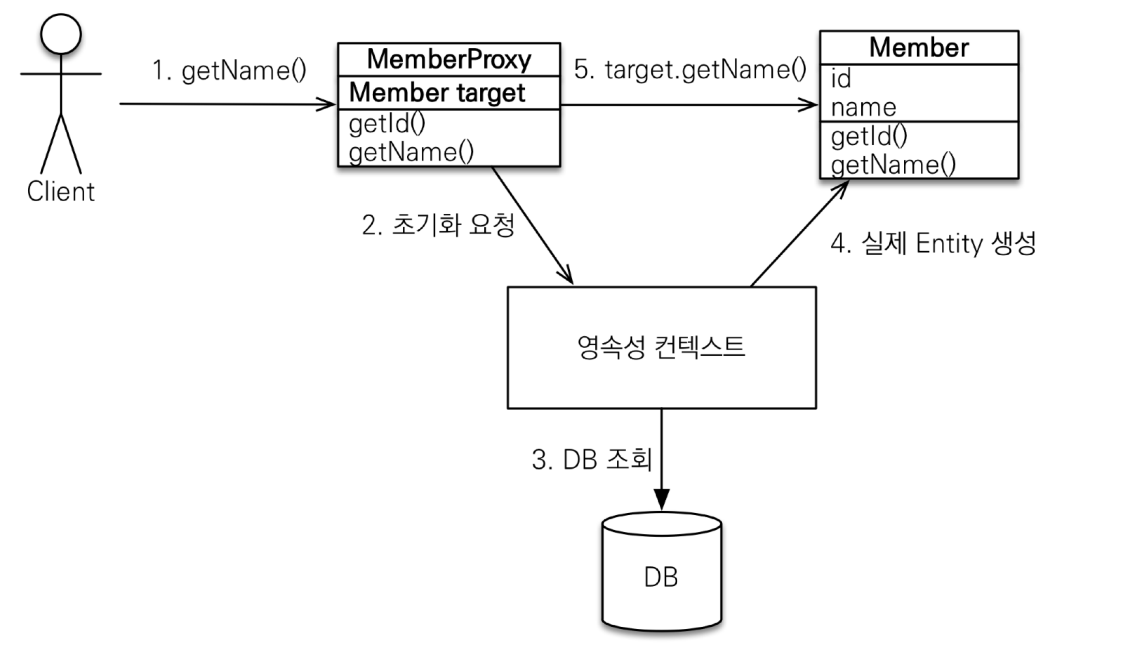 1. getName()
Client
MemberProxy
Member target
getId()
getName()
5. target.getName()
Member
id
name
getId()
getName()
2. 초기화 요청
4. 실제 Entity 생성
영속성 컨텍스트
3. DB 조회
DB